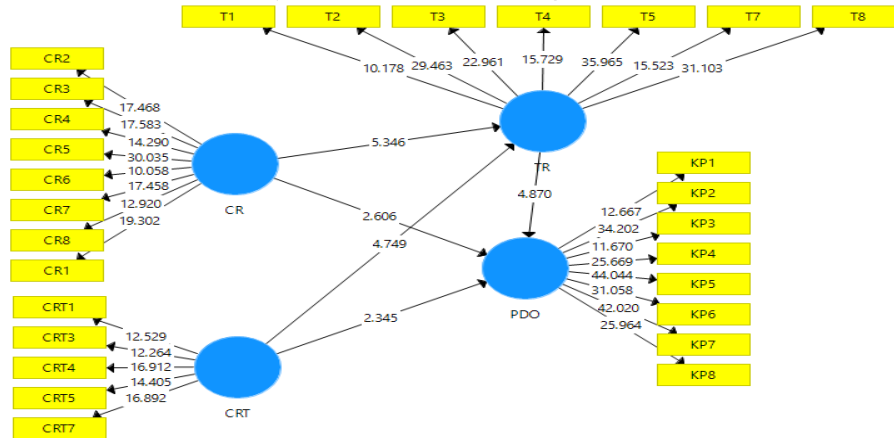 T1 T2 T3 T4 T5 T7 T8
10.178 29.463 22.961 15.729 35.965 15.523 31.103
CR2
CR3
CR4
CR5
CR6
CR7
CR8
CR1
17.468
17.583
14.290
30.035
10.058
17.458
12.920
19.302
CR
5.346
TR
2.606
4.870
4.749
2.345
CRT1
CRT3
CRT4
CRT5
CRT7
12.529
12.264
16.912
14.405
16.892
CRT
PDO
12.667
34.202
11.670
25.669
44.044
31.058
42.020
25.964
KP1
KP2
KP3
KP4
KP5
KP6
KP7
KP8